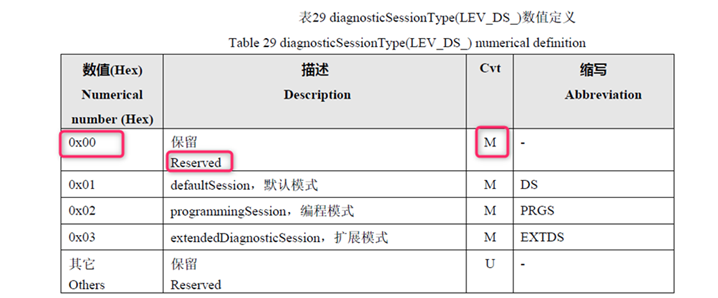 表29 diagnosticSessionType(LEV_DS_)数值定义
Table 29 diagnosticSessionType(LEV_DS_) numerical definition
数值(Hex)
Numerical
number (Hex)
描述
Description
Cvt
缩写
Abbreviation
0x00
保留
Reserved
M
-
0x01
defaultSession，默认模式
M
DS
0x02
programmingSession，编程模式
M
PRGS
0x03
extendedDiagnosticSession，扩展模式
M
EXTDS
其它
Others
保留
Reserved
U
-